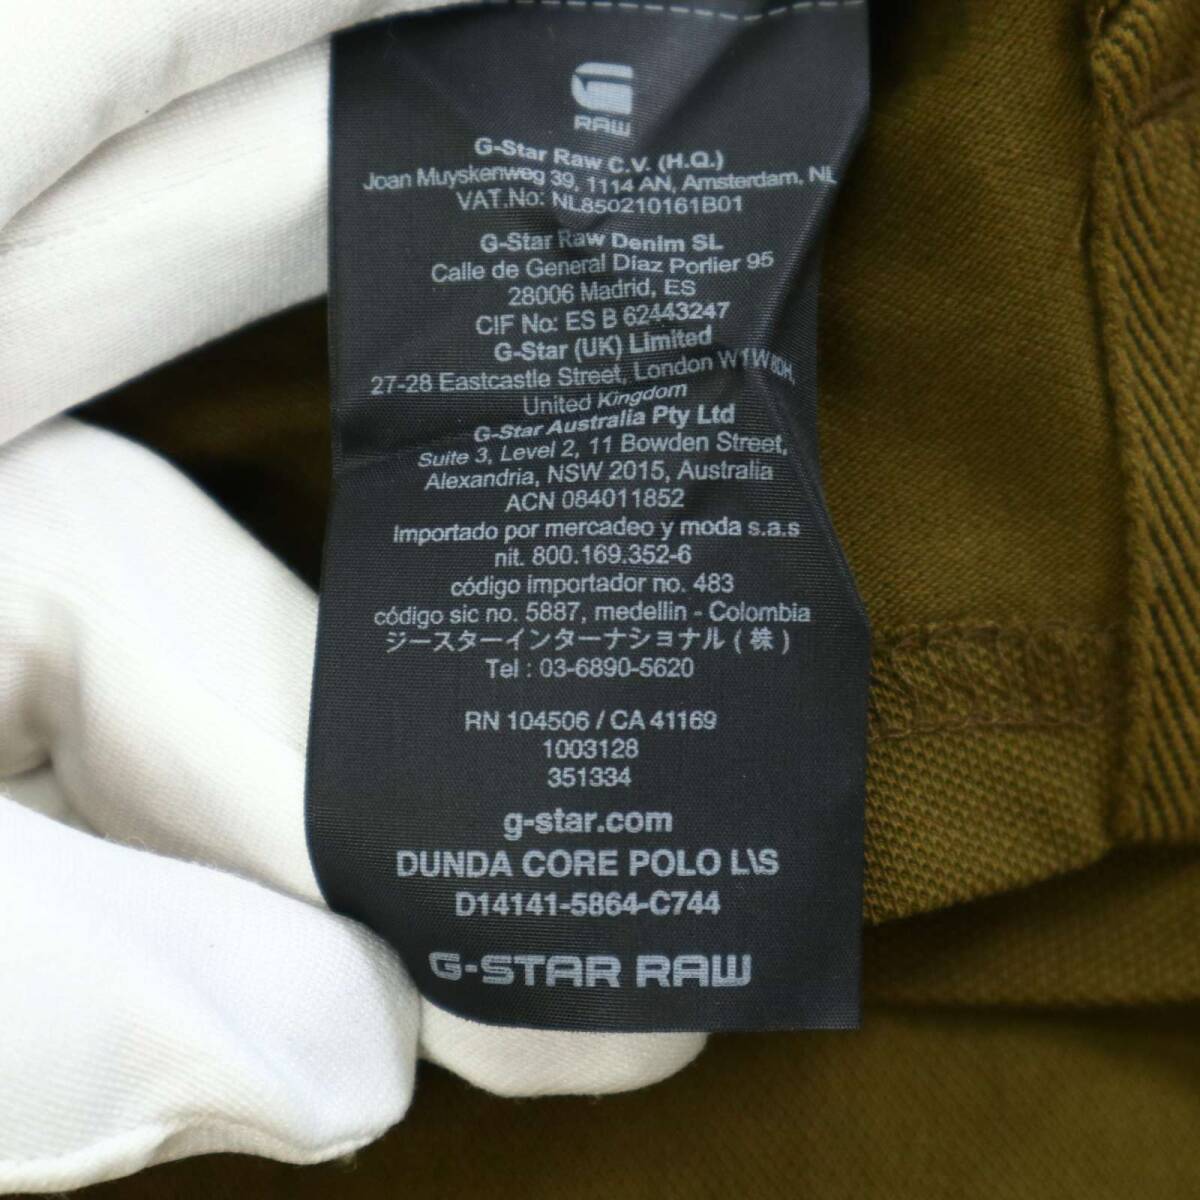 G
RAW
G-Star Raw C.V. (H.Q.)
Joan Muyskenweg 39, 1114 AN, Amsterdam. NL
VAT.No: NL850210161B01
G-Star Raw Denim SL
Calle de General Díaz Porlier 95
28006 Madrid, ES
CIF No: ES B 62443247
G-Star (UK) Limited
27-28 Eastcastle Street, London W1W 8DH,
United Kingdom
G-Star Australia Pty Ltd
Suite 3, Level 2, 11 Bowden Street,
Alexandria, NSW 2015, Australia
ACN 084011852
Importado por mercadeo y moda s.a.s
nit. 800.169.352-6
código importador no. 483
código sic no. 5887, medellin - Colombia
ジースターインターナショナル(株)
Tel : 03-6890-5620
RN 104506 / CA 41169
1003128
351334
g-star.com
DUNDA CORE POLO L\S
D14141-5864-C744
G-STAR RAW